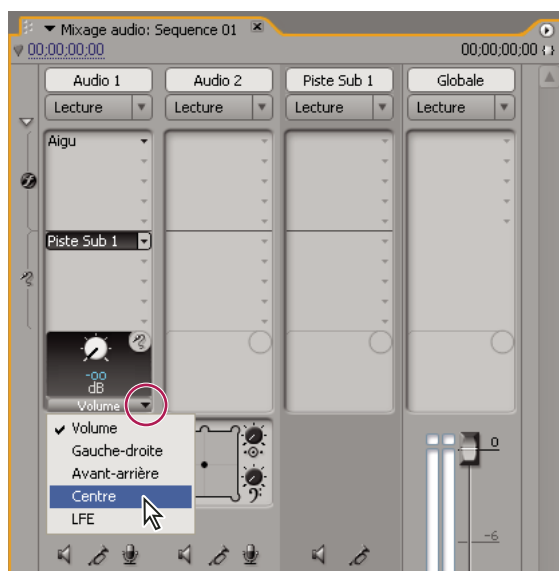 Mixage audio: Sequence 01
00;00;00;00 00;00;00;00
Audio 1 Audio 2 Piste Sub 1 Globale
Lecture Lecture Lecture Lecture
Aigu
Piste Sub 1
-oo
dB
Volume
Volume
Gauche-droite
Avant-arrière
Centre
LFE
0
-6